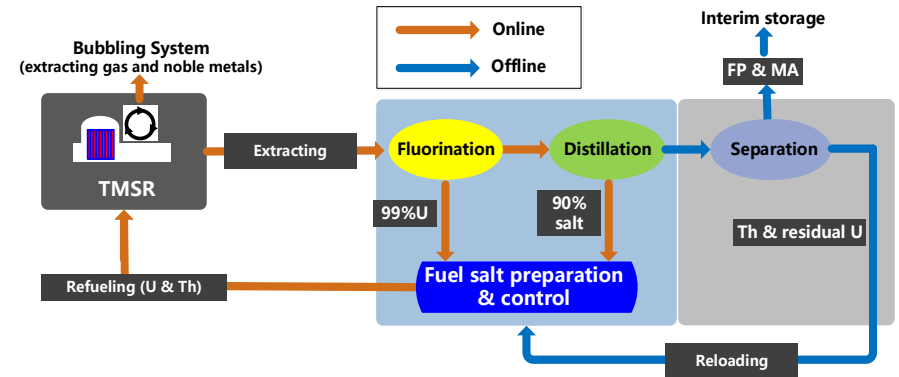 Interim storage
Bubbling System
(extracting gas and noble metals)
Online
Offline
FP & MA
Extracting
Fluorination
Distillation
Separation
TMSR
99%U
90%
salt
Th & residual U
Refueling (U & Th)
Fuel salt preparation
& control
Reloading